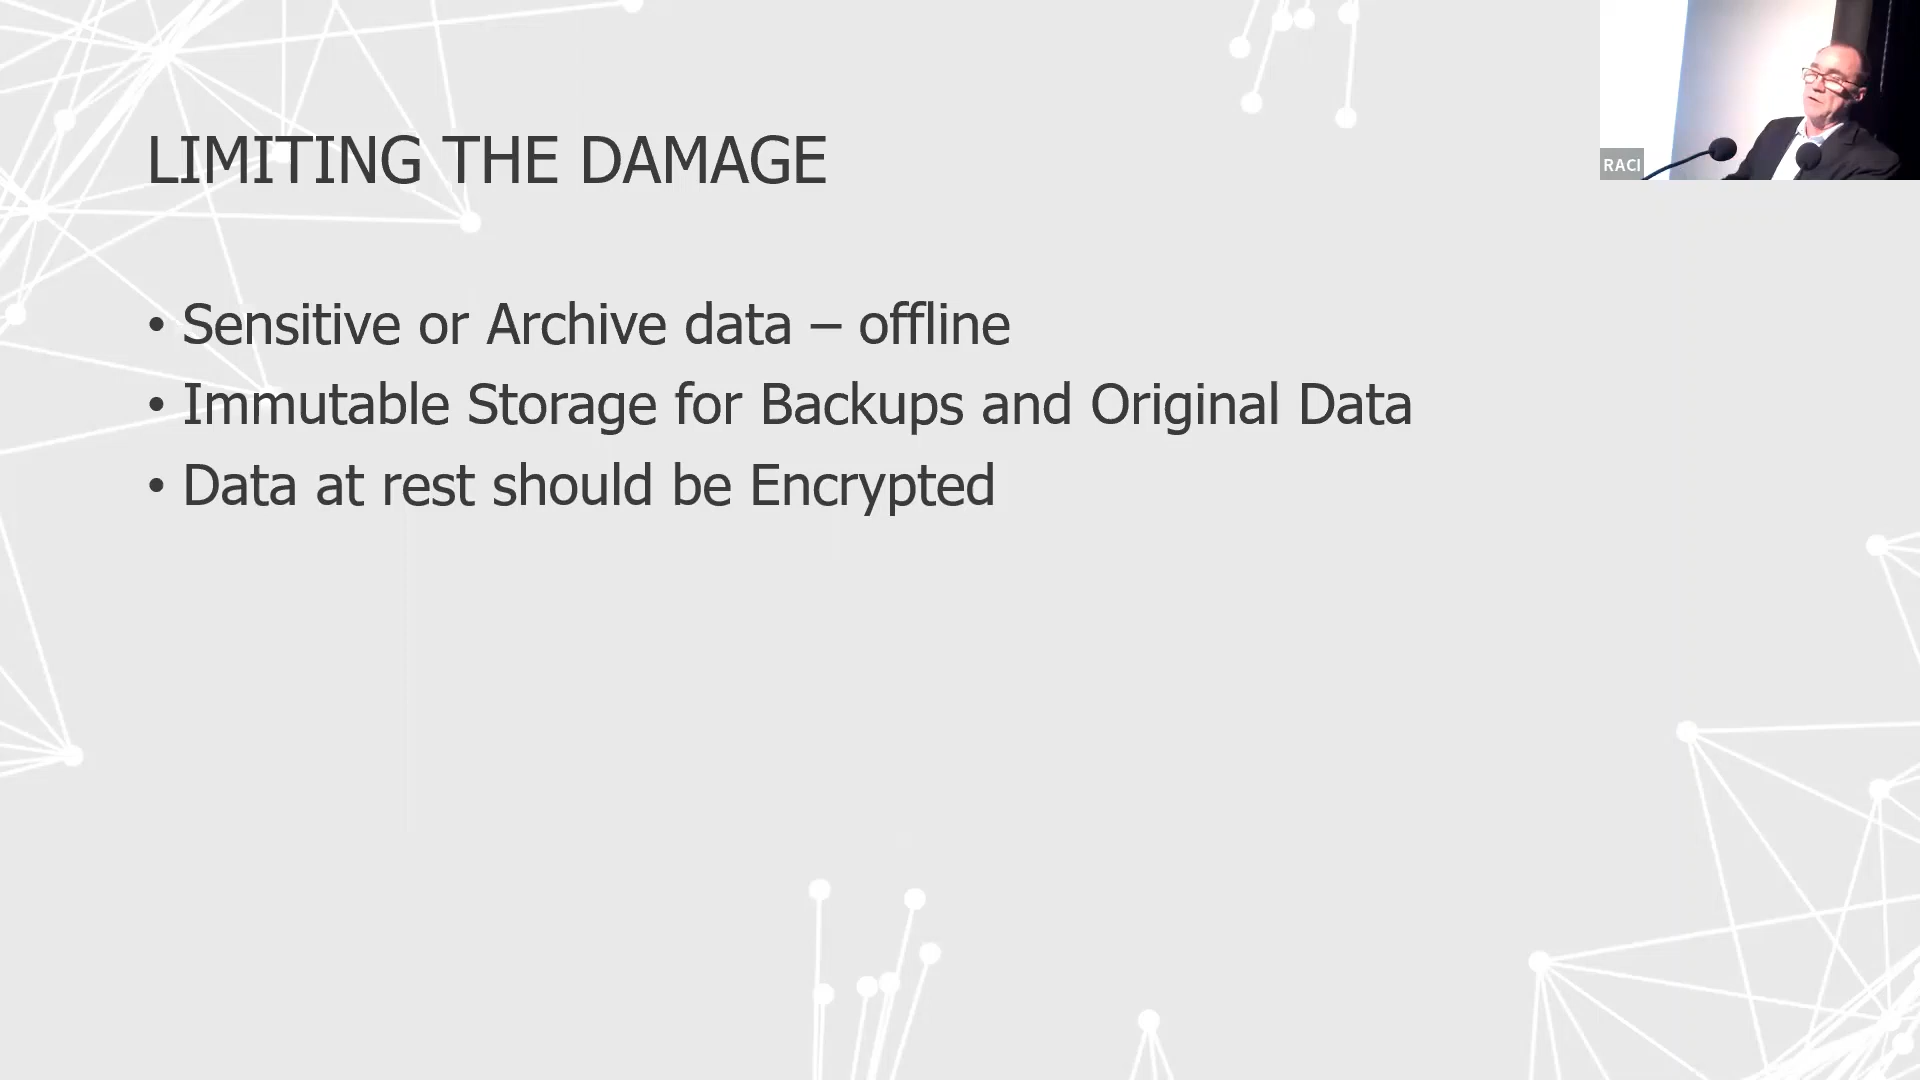 LIMITING THE DAMAGE
• Sensitive or Archive data – offline
• Immutable Storage for Backups and Original Data
• Data at rest should be Encrypted
RACI